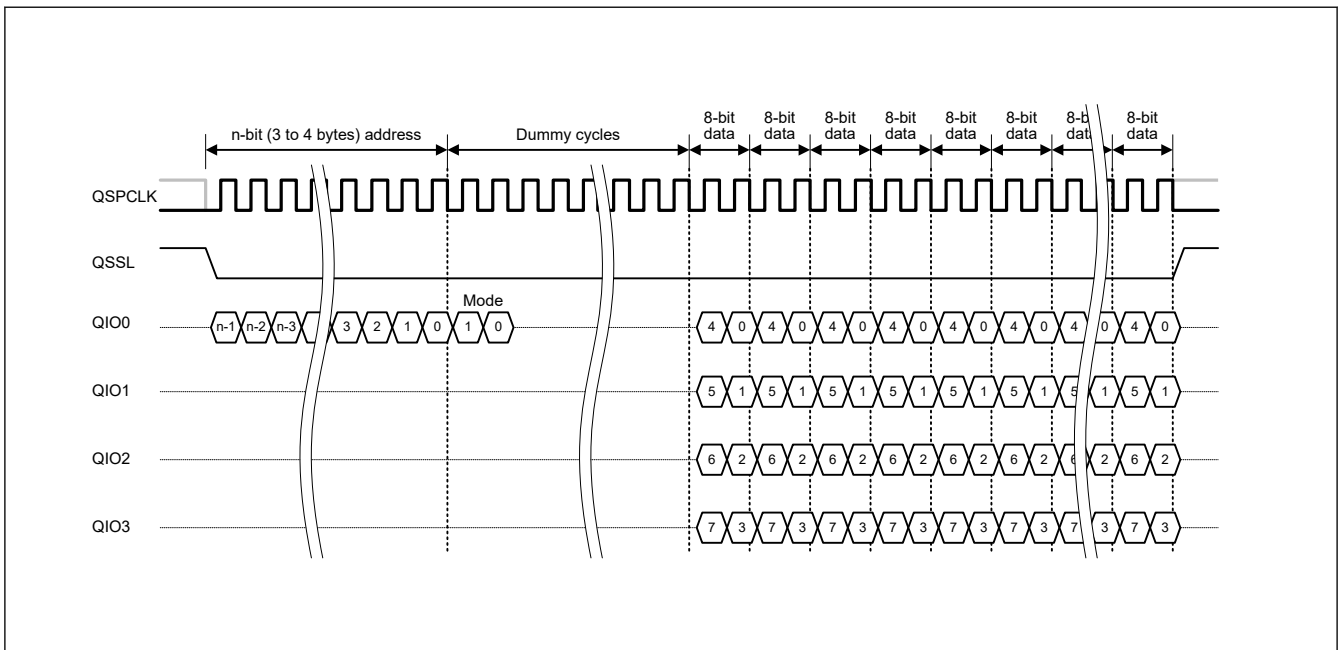 n-bit (3 to 4 bytes) address Dummy cycles 8-bit data 8-bit data 8-bit data 8-bit data 8-bit data 8-bit data 8-b data 8-bit data
QSPCLK
QSSL
Mode
QIO0 n-1 n-2 n-3 3 2 1 0 1 0 4 0 4 0 4 0 4 0 4 0 4 0 4 0 4 0
QIO1 5 1 5 1 5 1 5 1 5 1 5 1 5 1 5 1
QIO2 6 2 6 2 6 2 6 2 6 2 6 2 6 2 6 2
QIO3 7 3 7 3 7 3 7 3 7 3 7 3 7 3 7 3